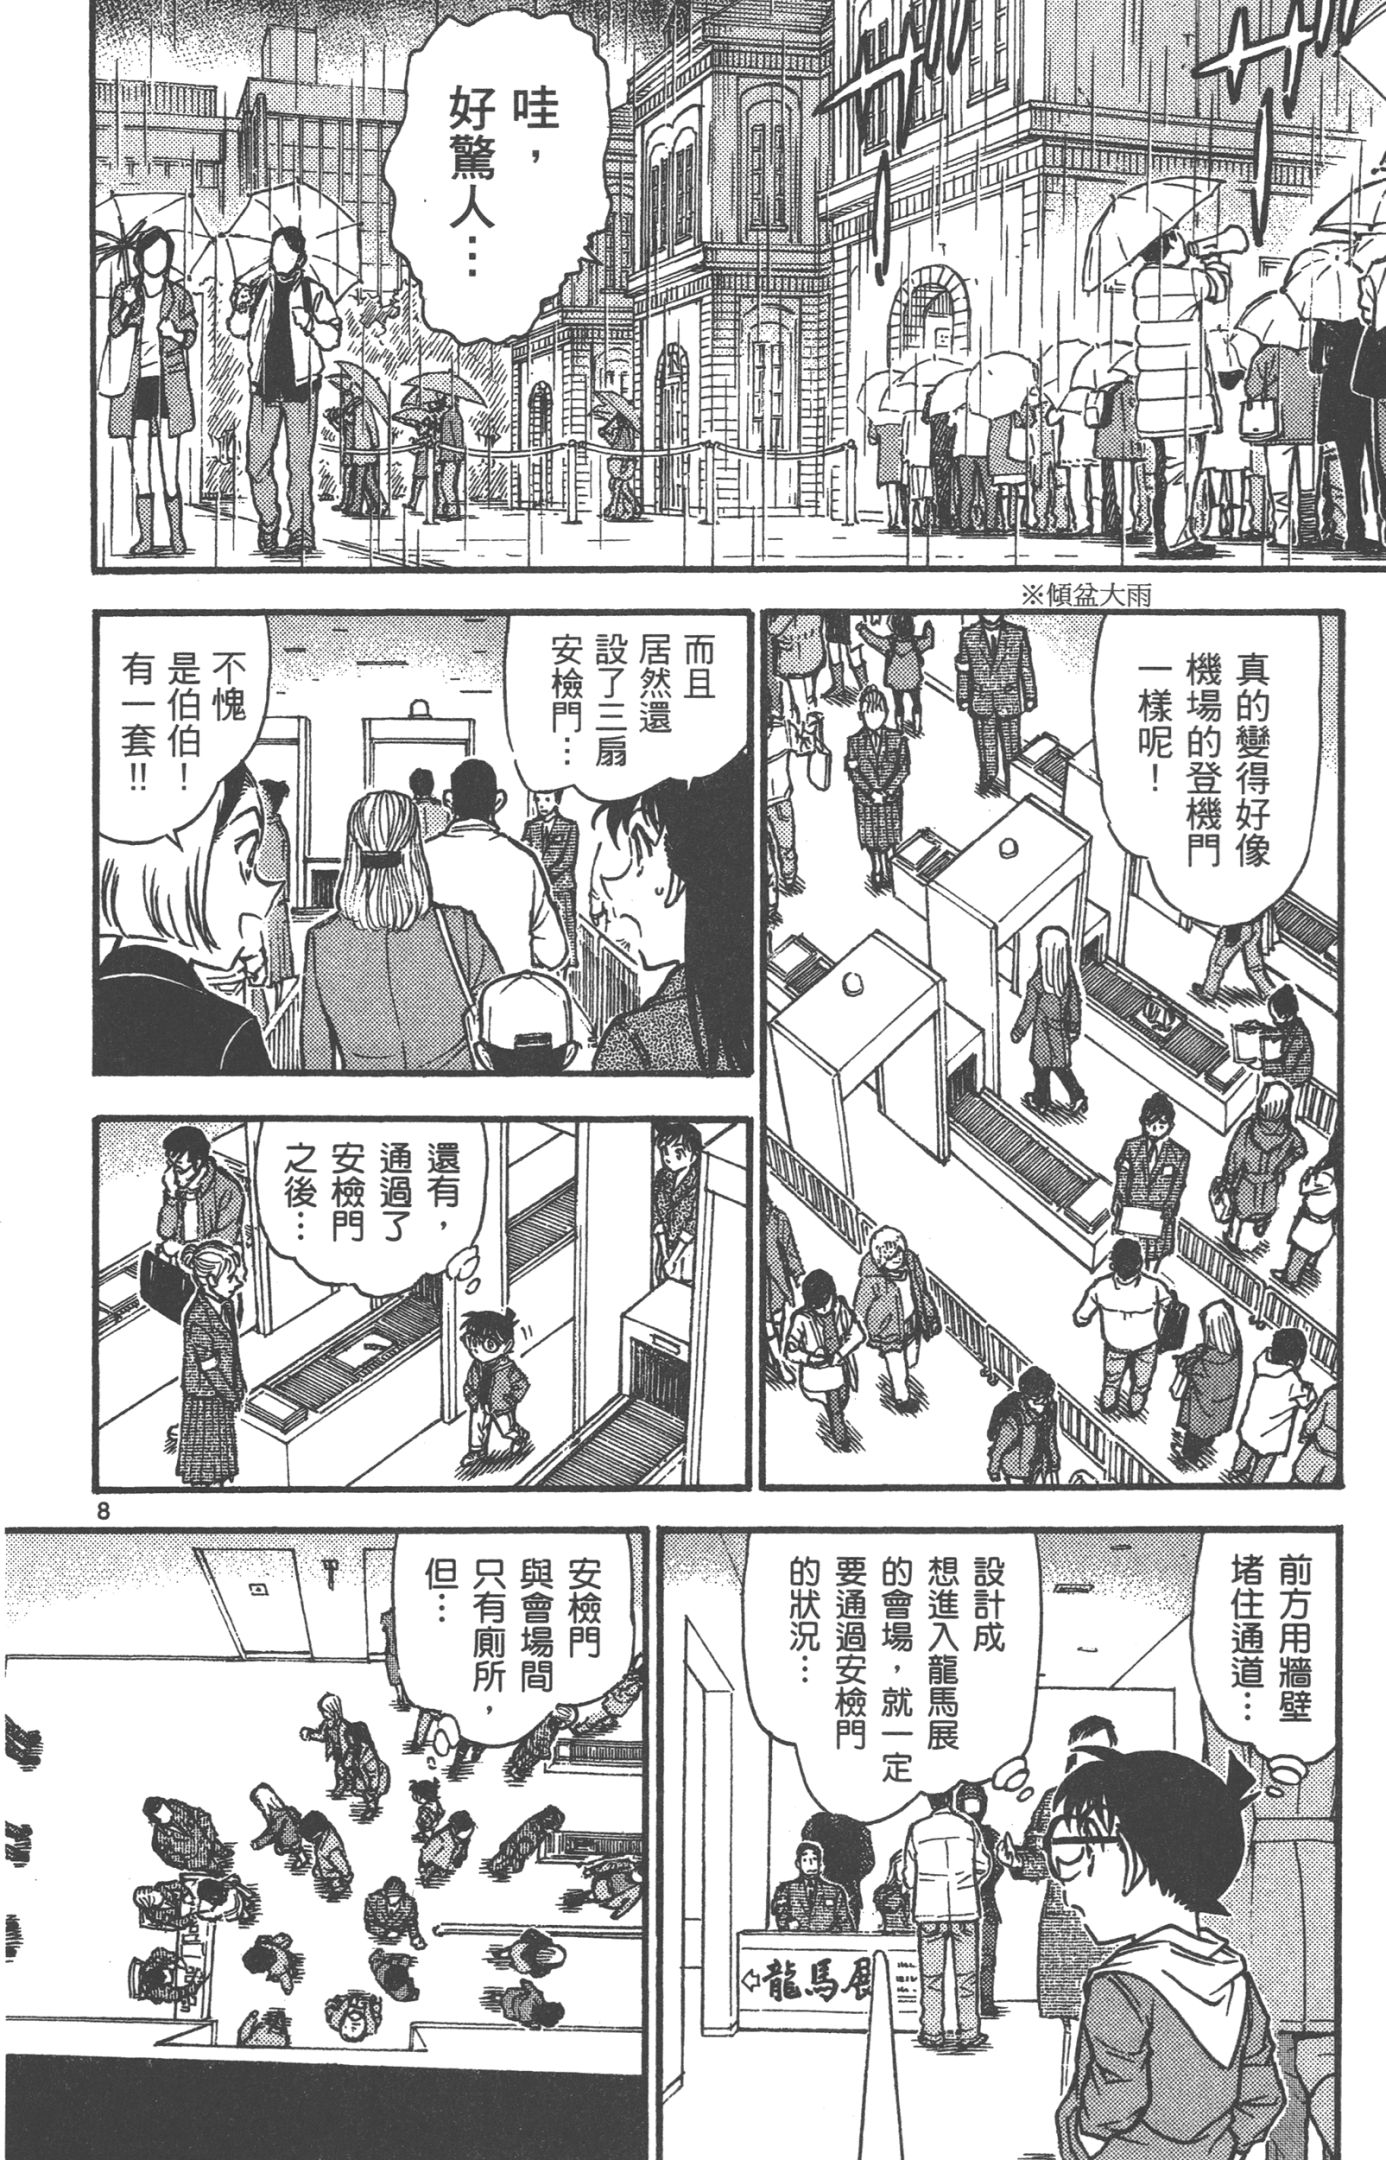 哇，
好驚人…
※傾盆大雨
真的變得好像
機場的登機門
一樣呢！
而且
居然還
設了三扇
安檢門…
不愧
是伯伯！
有一套!!
還有，
通過了
安檢門
之後…
8
前方用牆壁
堵住通道…
設計成
想進入龍馬展
的會場，就一定
要通過安檢門
的狀況…
龍馬展
安檢門
與會場間
只有廁所，
但…